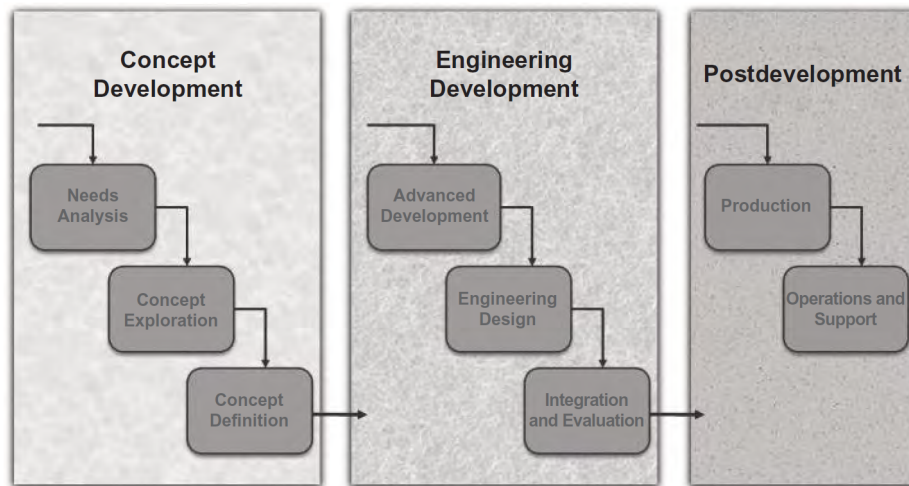 Concept
Development
Needs
Analysis
Concept
Exploration
Concept
Definition
Engineering
Development
Advanced
Development
Engineering
Design
Integration
and Evaluation
Postdevelopment
Production
Operations and
Support